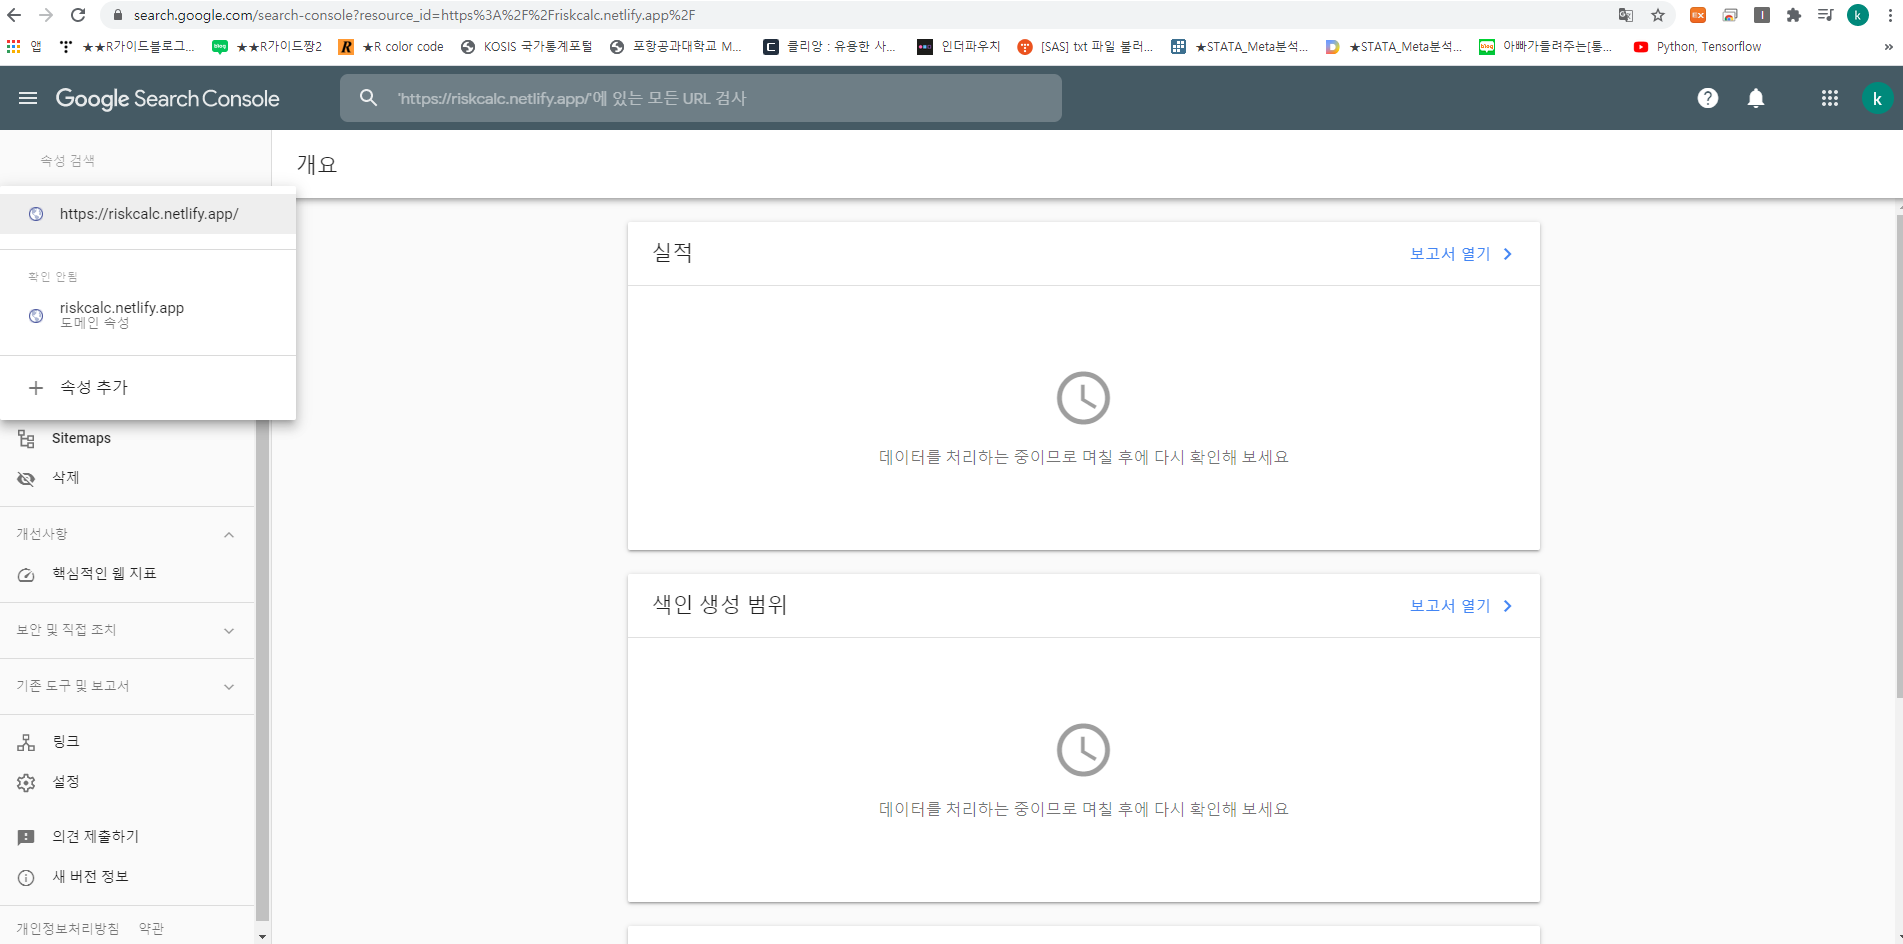 search.google.com/search-console?resource_id=https%3A%2F%2Friskcalc.netlify.app%2F
앱
★★R가이드블로그...
★★R가이드짱2
★R color code
KOSIS 국가통계포털
포항공과대학교 M...
클리앙 : 유용한 사...
인더파우치
[SAS] txt 파일 불러...
★STATA_Meta분석...
★STATA_Meta분석...
아빠가들려주는[통...
Python, Tensorflow
»
Google Search Console
'https://riskcalc.netlify.app/'에 있는 모든 URL 검사
k
속성 검색
개요
https://riskcalc.netlify.app/
확인 안됨
riskcalc.netlify.app
도메인 속성
속성 추가
Sitemaps
삭제
개선사항
핵심적인 웹 지표
보안 및 직접 조치
기존 도구 및 보고서
링크
설정
의견 제출하기
새 버전 정보
개인정보처리방침 약관
실적
보고서 열기
데이터를 처리하는 중이므로 며칠 후에 다시 확인해 보세요
색인 생성 범위
보고서 열기
데이터를 처리하는 중이므로 며칠 후에 다시 확인해 보세요